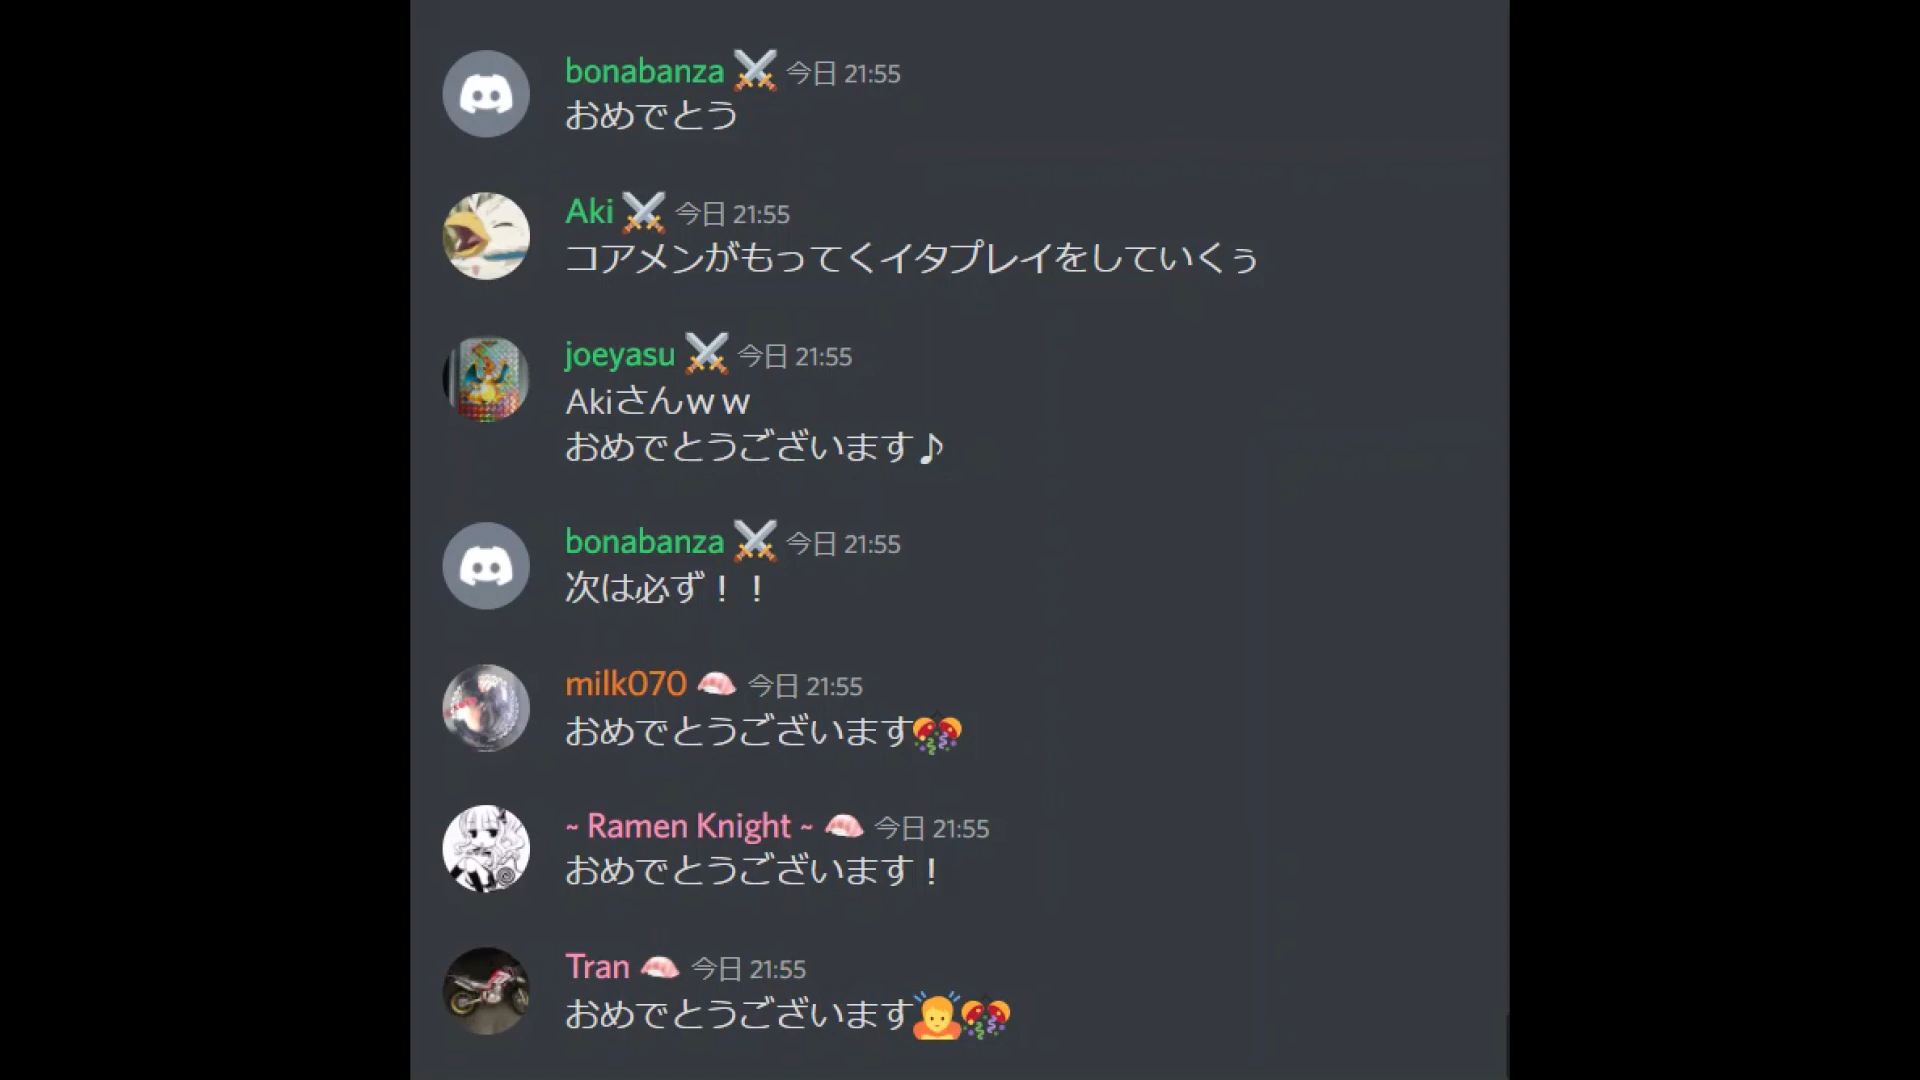 bonabanza⚔️ 今日 21:55
おめでとう
Aki⚔️ 今日 21:55
コアメンがもってくイタプレイをしていくぅ
joeyasu ⚔️ 今日 21:55
Akiさんｗｗ
おめでとうございます♪
bonabanza⚔️ 今日 21:55
次は必ず！！
milk070 🍣 今日 21:55
おめでとうございます🎊
~ Ramen Knight ~ 🍣 今日 21:55
おめでとうございます！
Tran 🍣 今日 21:55
おめでとうございます🙇🎊